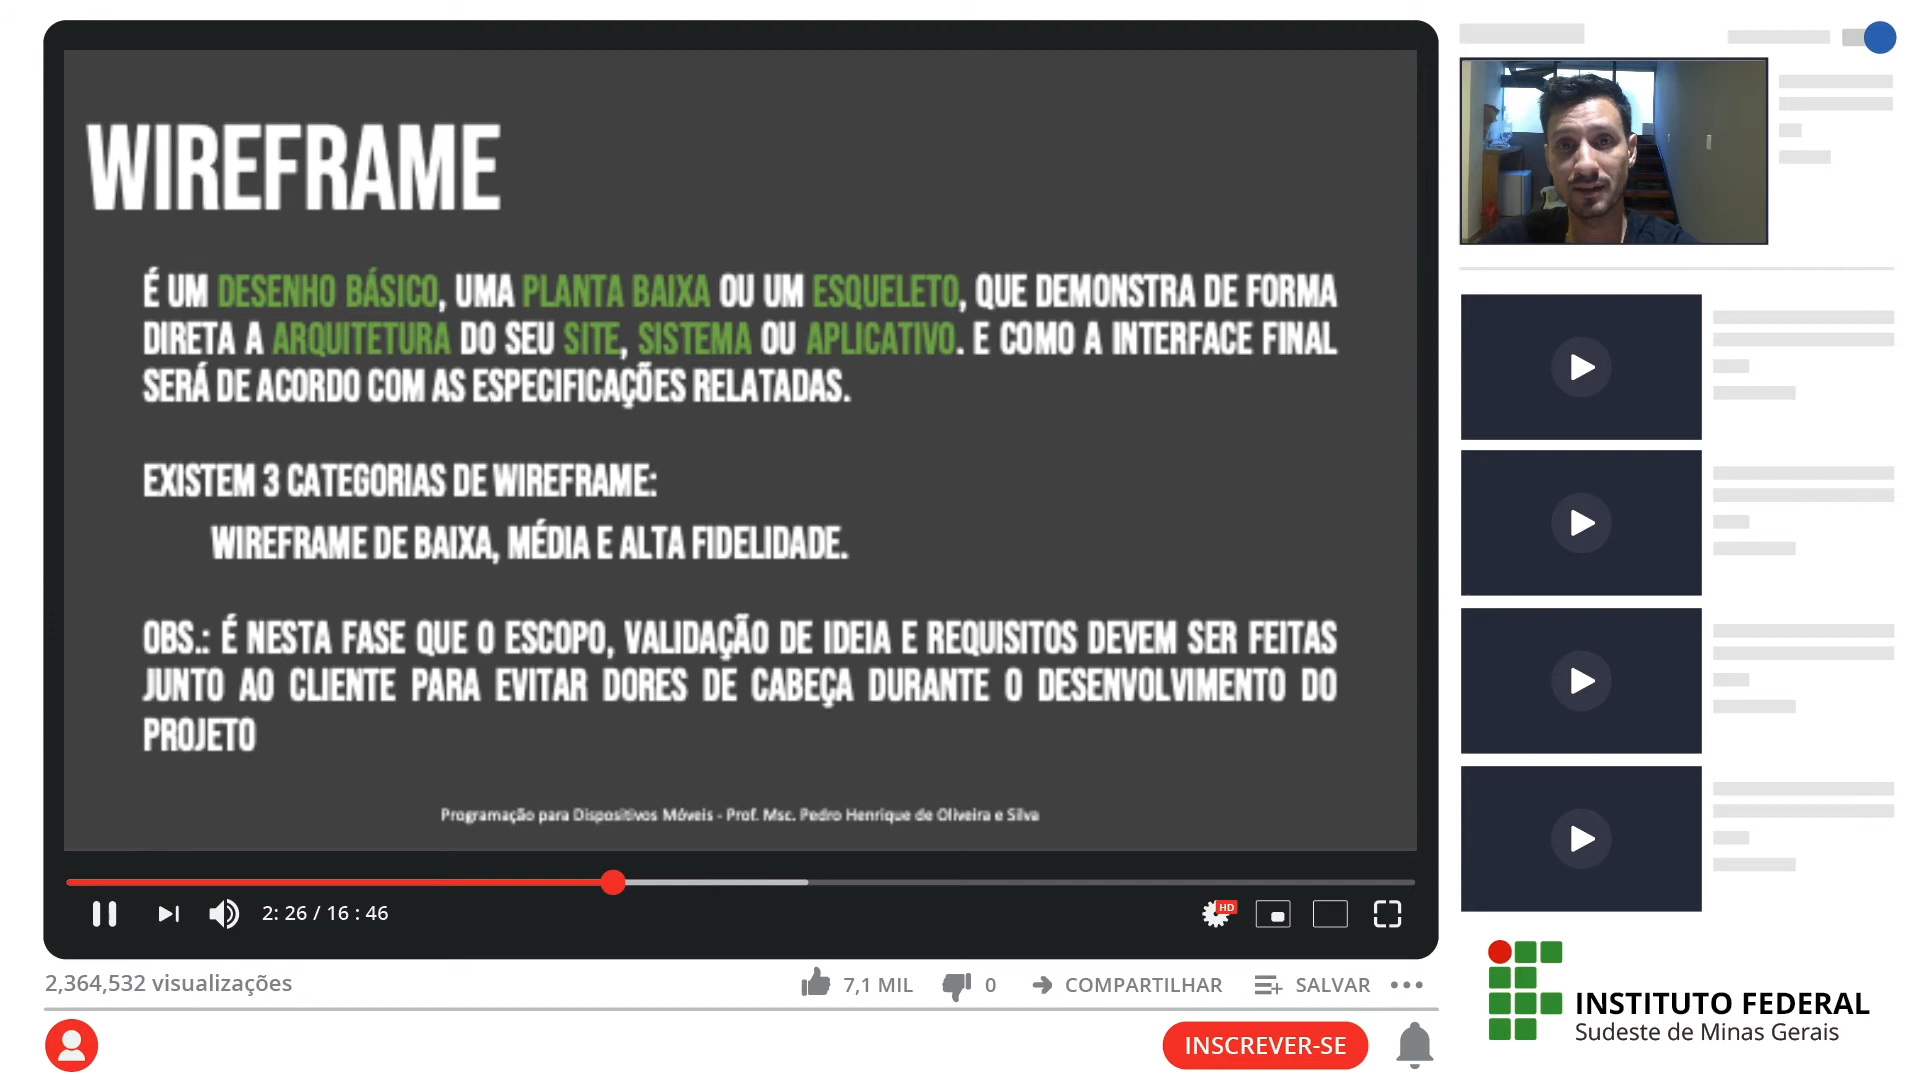 WIREFRAME
É UM DESENHO BÁSICO, UMA PLANTA BAIXA OU UM ESQUELETO, QUE DEMONSTRA DE FORMA
DIRETA A ARQUITETURA DO SEU SITE, SISTEMA OU APLICATIVO. E COMO A INTERFACE FINAL
SERÁ DE ACORDO COM AS ESPECIFICAÇÕES RELATADAS.
EXISTEM 3 CATEGORIAS DE WIREFRAME:
WIREFRAME DE BAIXA, MÉDIA E ALTA FIDELIDADE.
OBS.: É NESTA FASE QUE O ESCOPO, VALIDAÇÃO DE IDEIA E REQUISITOS DEVEM SER FEITAS
JUNTO AO CLIENTE PARA EVITAR DORES DE CABEÇA DURANTE O DESENVOLVIMENTO DO
PROJETO
Programação para Dispositivos Móveis - Prof. Msc. Pedro Henrique de Oliveira e Silva
2: 26 / 16 : 46
HD
2,364,532 visualizações
7,1 MIL
0
COMPARTILHAR
SALVAR
INSCREVER-SE
INSTITUTO FEDERAL
Sudeste de Minas Gerais